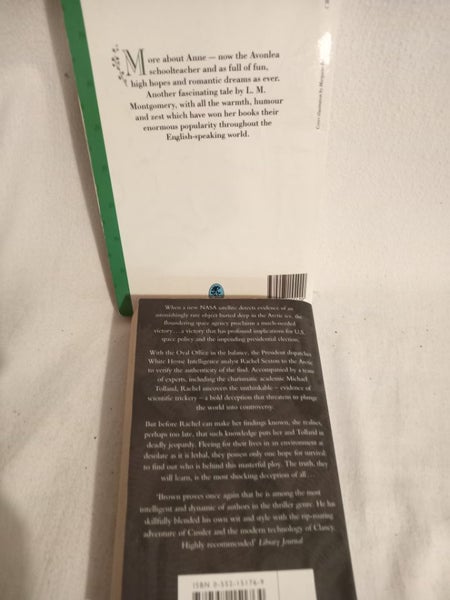 More about Anne — now the Avonlea
schoolteacher and as full of fun,
high hopes and romantic dreams as ever.
Another fascinating tale by L. M.
Montgomery, with all the warmth, humour
and zest which have won her books their
enormous popularity throughout the
English-speaking world.
When a new NASA satellite detects evidence of an
astonishingly rare object buried deep in the Arctic ice, the
floundering space agency proclaims a much-needed
victory...a victory that has profound implications for U.S.
space policy and the impending presidential election.
With the Oval Office in the balance, the President dispatches
White House Intelligence analyst Rachel Sexton to the Arctic
to verify the authenticity of the find. Accompanied by a team
of experts, including the charismatic academic Michael
Tolland, Rachel uncovers the unthinkable – evidence of
scientific trickery – a bold deception that threatens to plunge
the world into controversy.
But before Rachel can make her findings known, she realises,
perhaps too late, that such knowledge puts her and Tolland in
deadly jeopardy. Fleeing for their lives in an environment as
desolate as it is lethal, they possess only one hope for survival:
to find out who is behind this masterful ploy. The truth, they
will learn, is the most shocking deception of all...
'Brown proves once again that he is among the most
intelligent and dynamic of authors in the thriller genre. He has
skilfully blended his own wit and style with the rip-roaring
adventure of Cussler and the modern technology of Clancy.
Highly recommended' Library Journal
ISBN 0-552-15176-9